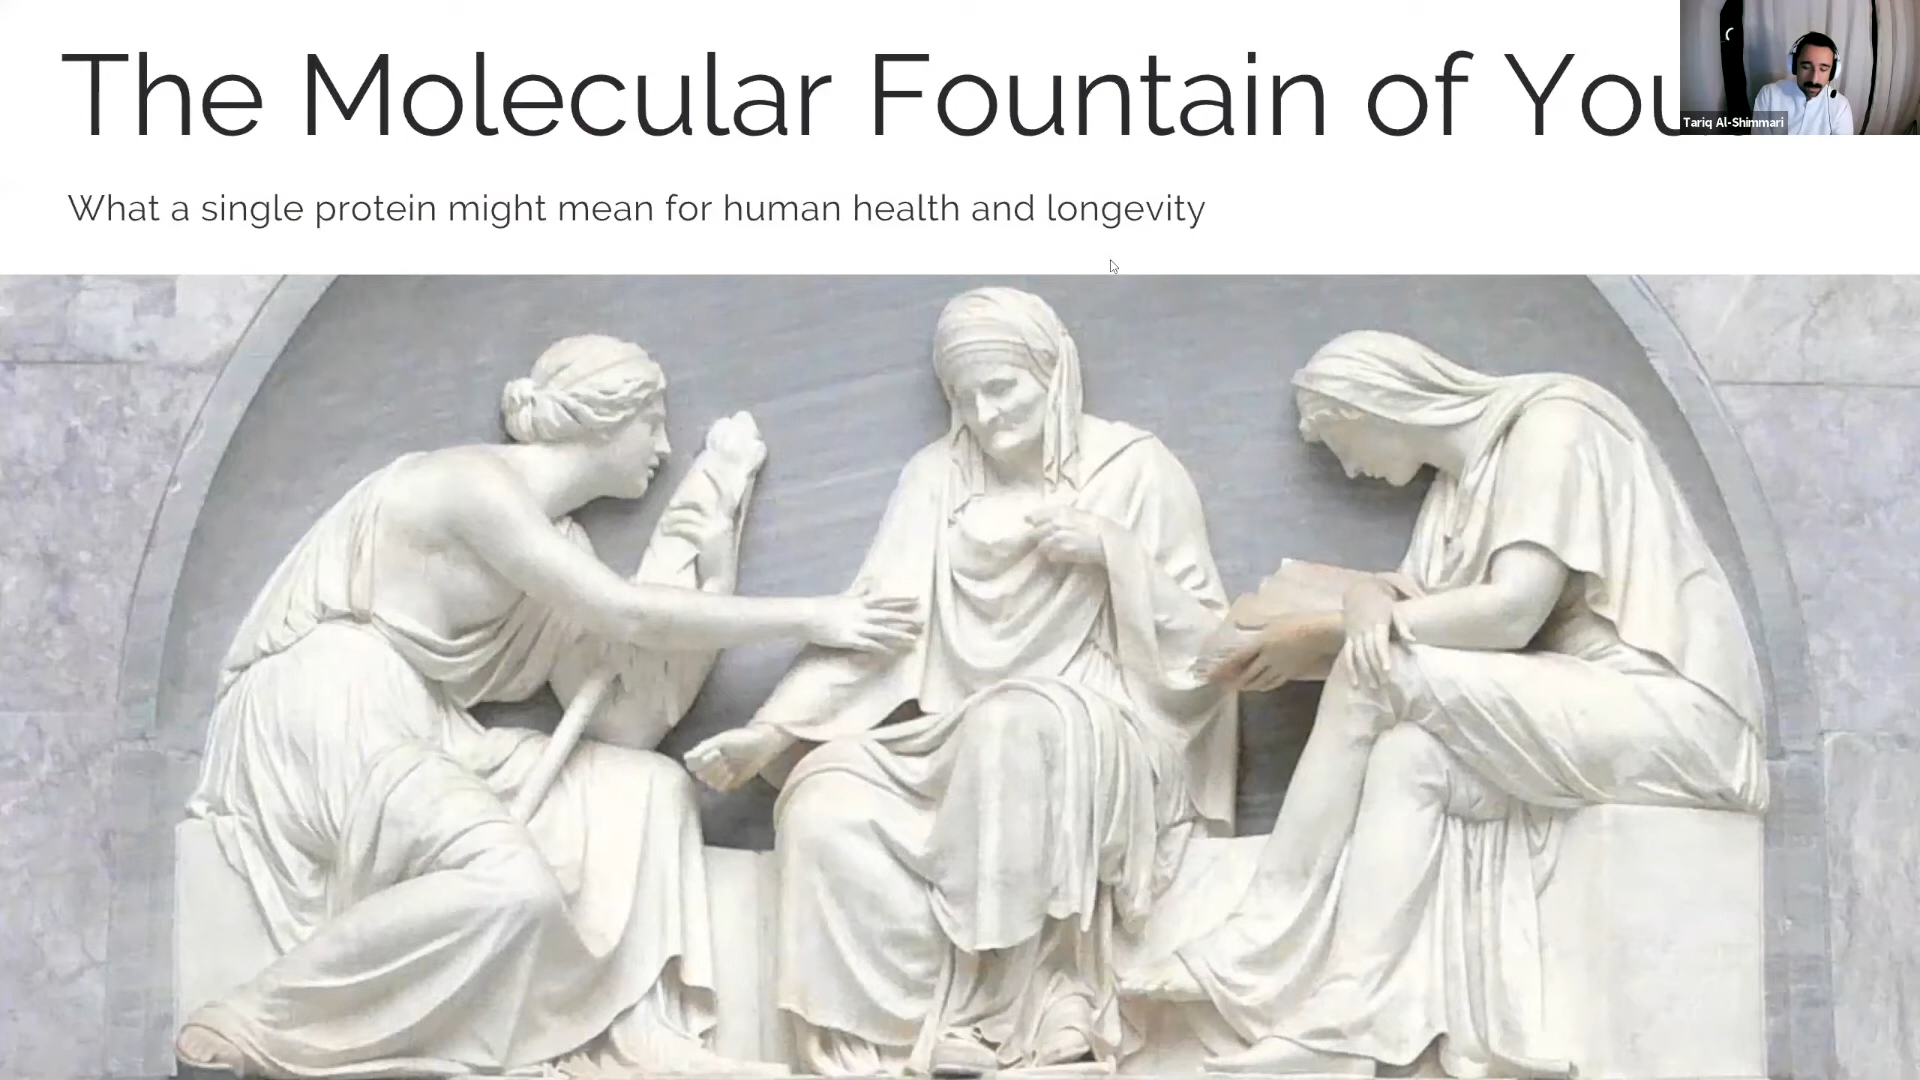 The Molecular Fountain of You
What a single protein might mean for human health and longevity
Tariq Al-Shimmari